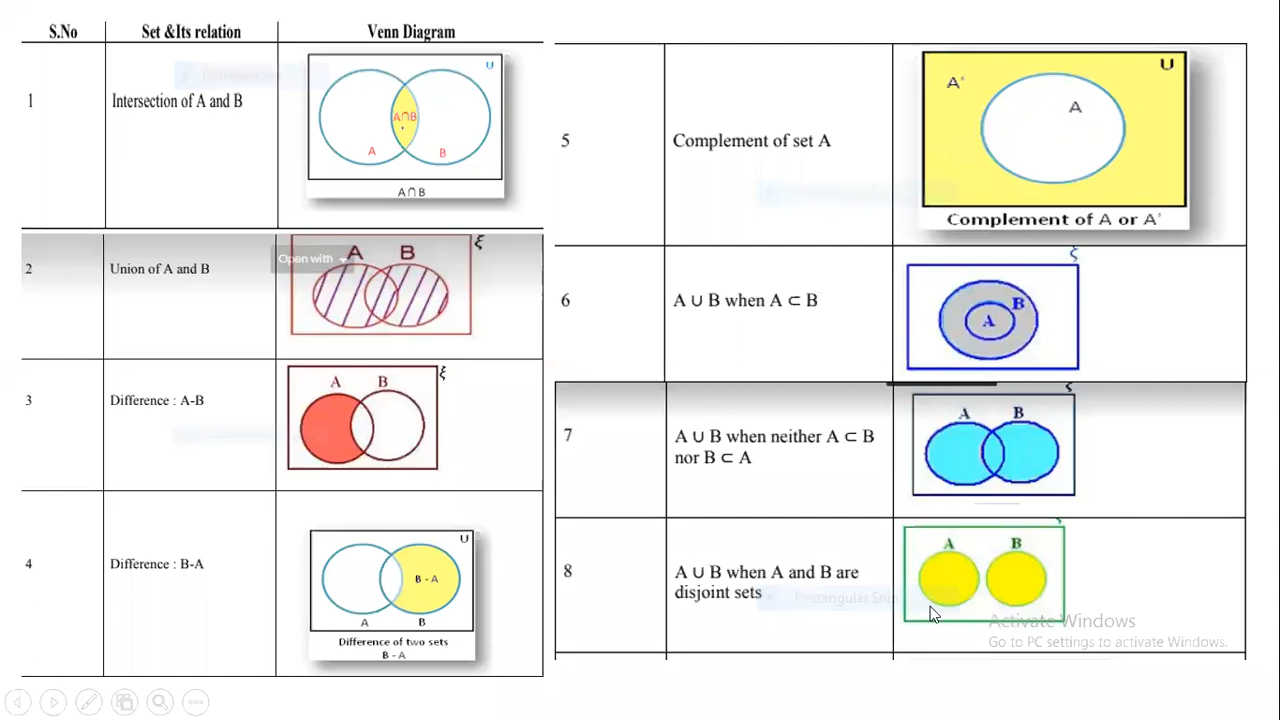 S.No Set &Its relation Venn Diagram
1 Intersection of A and B
U
A∩B
A B
A∩B
2 Union of A and B
Open with
A B ξ
3 Difference : A-B
A B ξ
4 Difference : B-A
U
B - A
A B
Difference of two sets
B - A
5 Complement of set A
A' U
A
Complement of A or A'
6 A ∪ B when A ⊂ B
ξ
B
A
7 A ∪ B when neither A ⊂ B
nor B ⊂ A
ξ
A B
8 A ∪ B when A and B are
disjoint sets
A B
Rectangular Snip
Activate Windows
Go to PC settings to activate Windows.